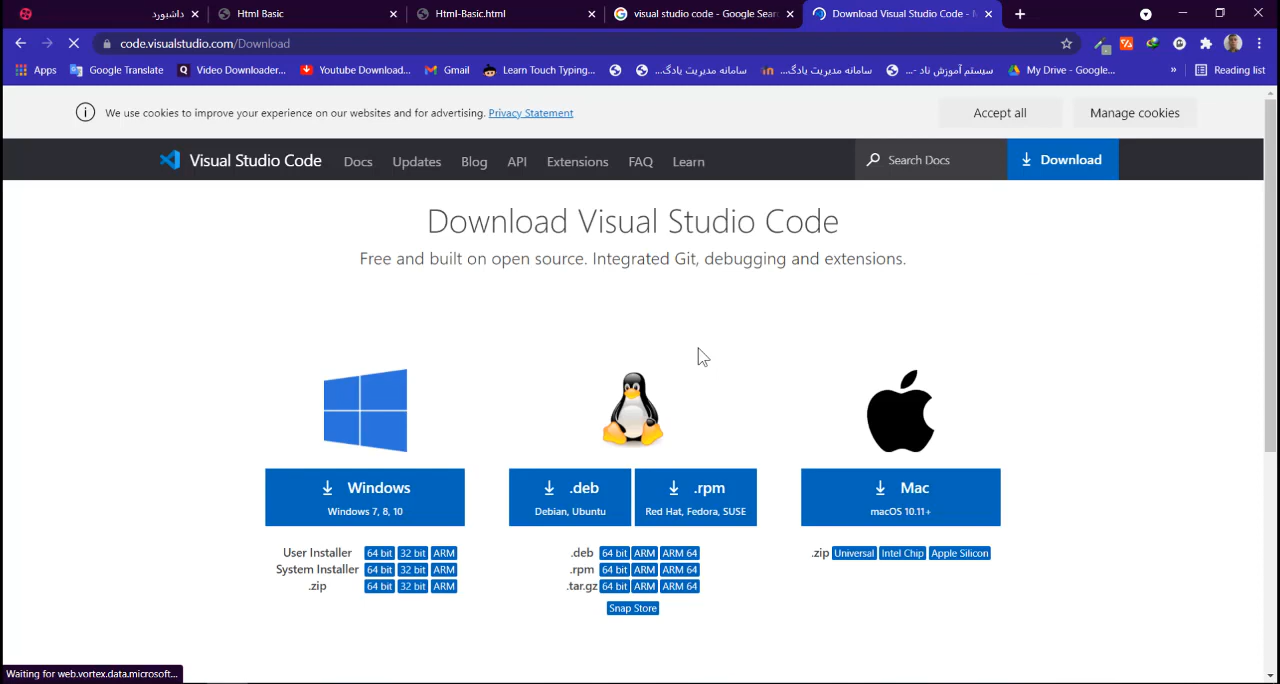 داشبورد
Html Basic
Html-Basic.html
visual studio code - Google Sear
Download Visual Studio Code -
code.visualstudio.com/Download
Apps
Google Translate
Video Downloader...
Youtube Download...
Gmail
Learn Touch Typing...
سامانه مدیریت یادگ...
سامانه مدیریت یادگ...
سیستم آموزش ناد -...
My Drive - Google...
»
Reading list
We use cookies to improve your experience on our websites and for advertising. Privacy Statement
Accept all
Manage cookies
Visual Studio Code
Docs
Updates
Blog
API
Extensions
FAQ
Learn
Search Docs
Download
Download Visual Studio Code
Free and built on open source. Integrated Git, debugging and extensions.
Windows
Windows 7, 8, 10
.deb
Debian, Ubuntu
.rpm
Red Hat, Fedora, SUSE
Mac
macOS 10.11+
User Installer 64 bit 32 bit ARM
System Installer 64 bit 32 bit ARM
.zip 64 bit 32 bit ARM
.deb 64 bit ARM ARM 64
.rpm 64 bit ARM ARM 64
.tar.gz 64 bit ARM ARM 64
Snap Store
.zip Universal Intel Chip Apple Silicon
Waiting for web.vortex.data.microsoft...